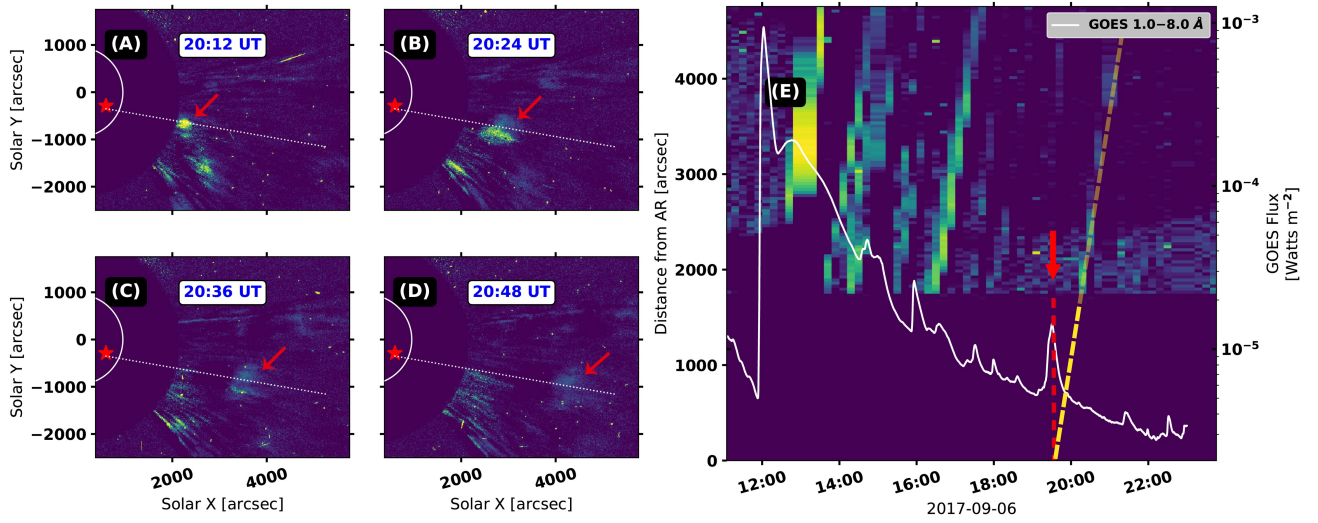 (A)
20:12 UT
(B)
20:24 UT
1000
0
−1000
−2000
Solar Y [arcsec]
2000
4000
(C)
20:36 UT
(D)
20:48 UT
1000
0
−1000
−2000
Solar Y [arcsec]
2000
4000
Solar X [arcsec]
2000
4000
Solar X [arcsec]
GOES 1.0−8.0 Å
(E)
4000
3000
2000
1000
0
Distance from AR [arcsec]
10⁻³
10⁻⁴
10⁻⁵
GOES Flux
[Watts m⁻²]
12:00
14:00
16:00
18:00
20:00
22:00
2017-09-06